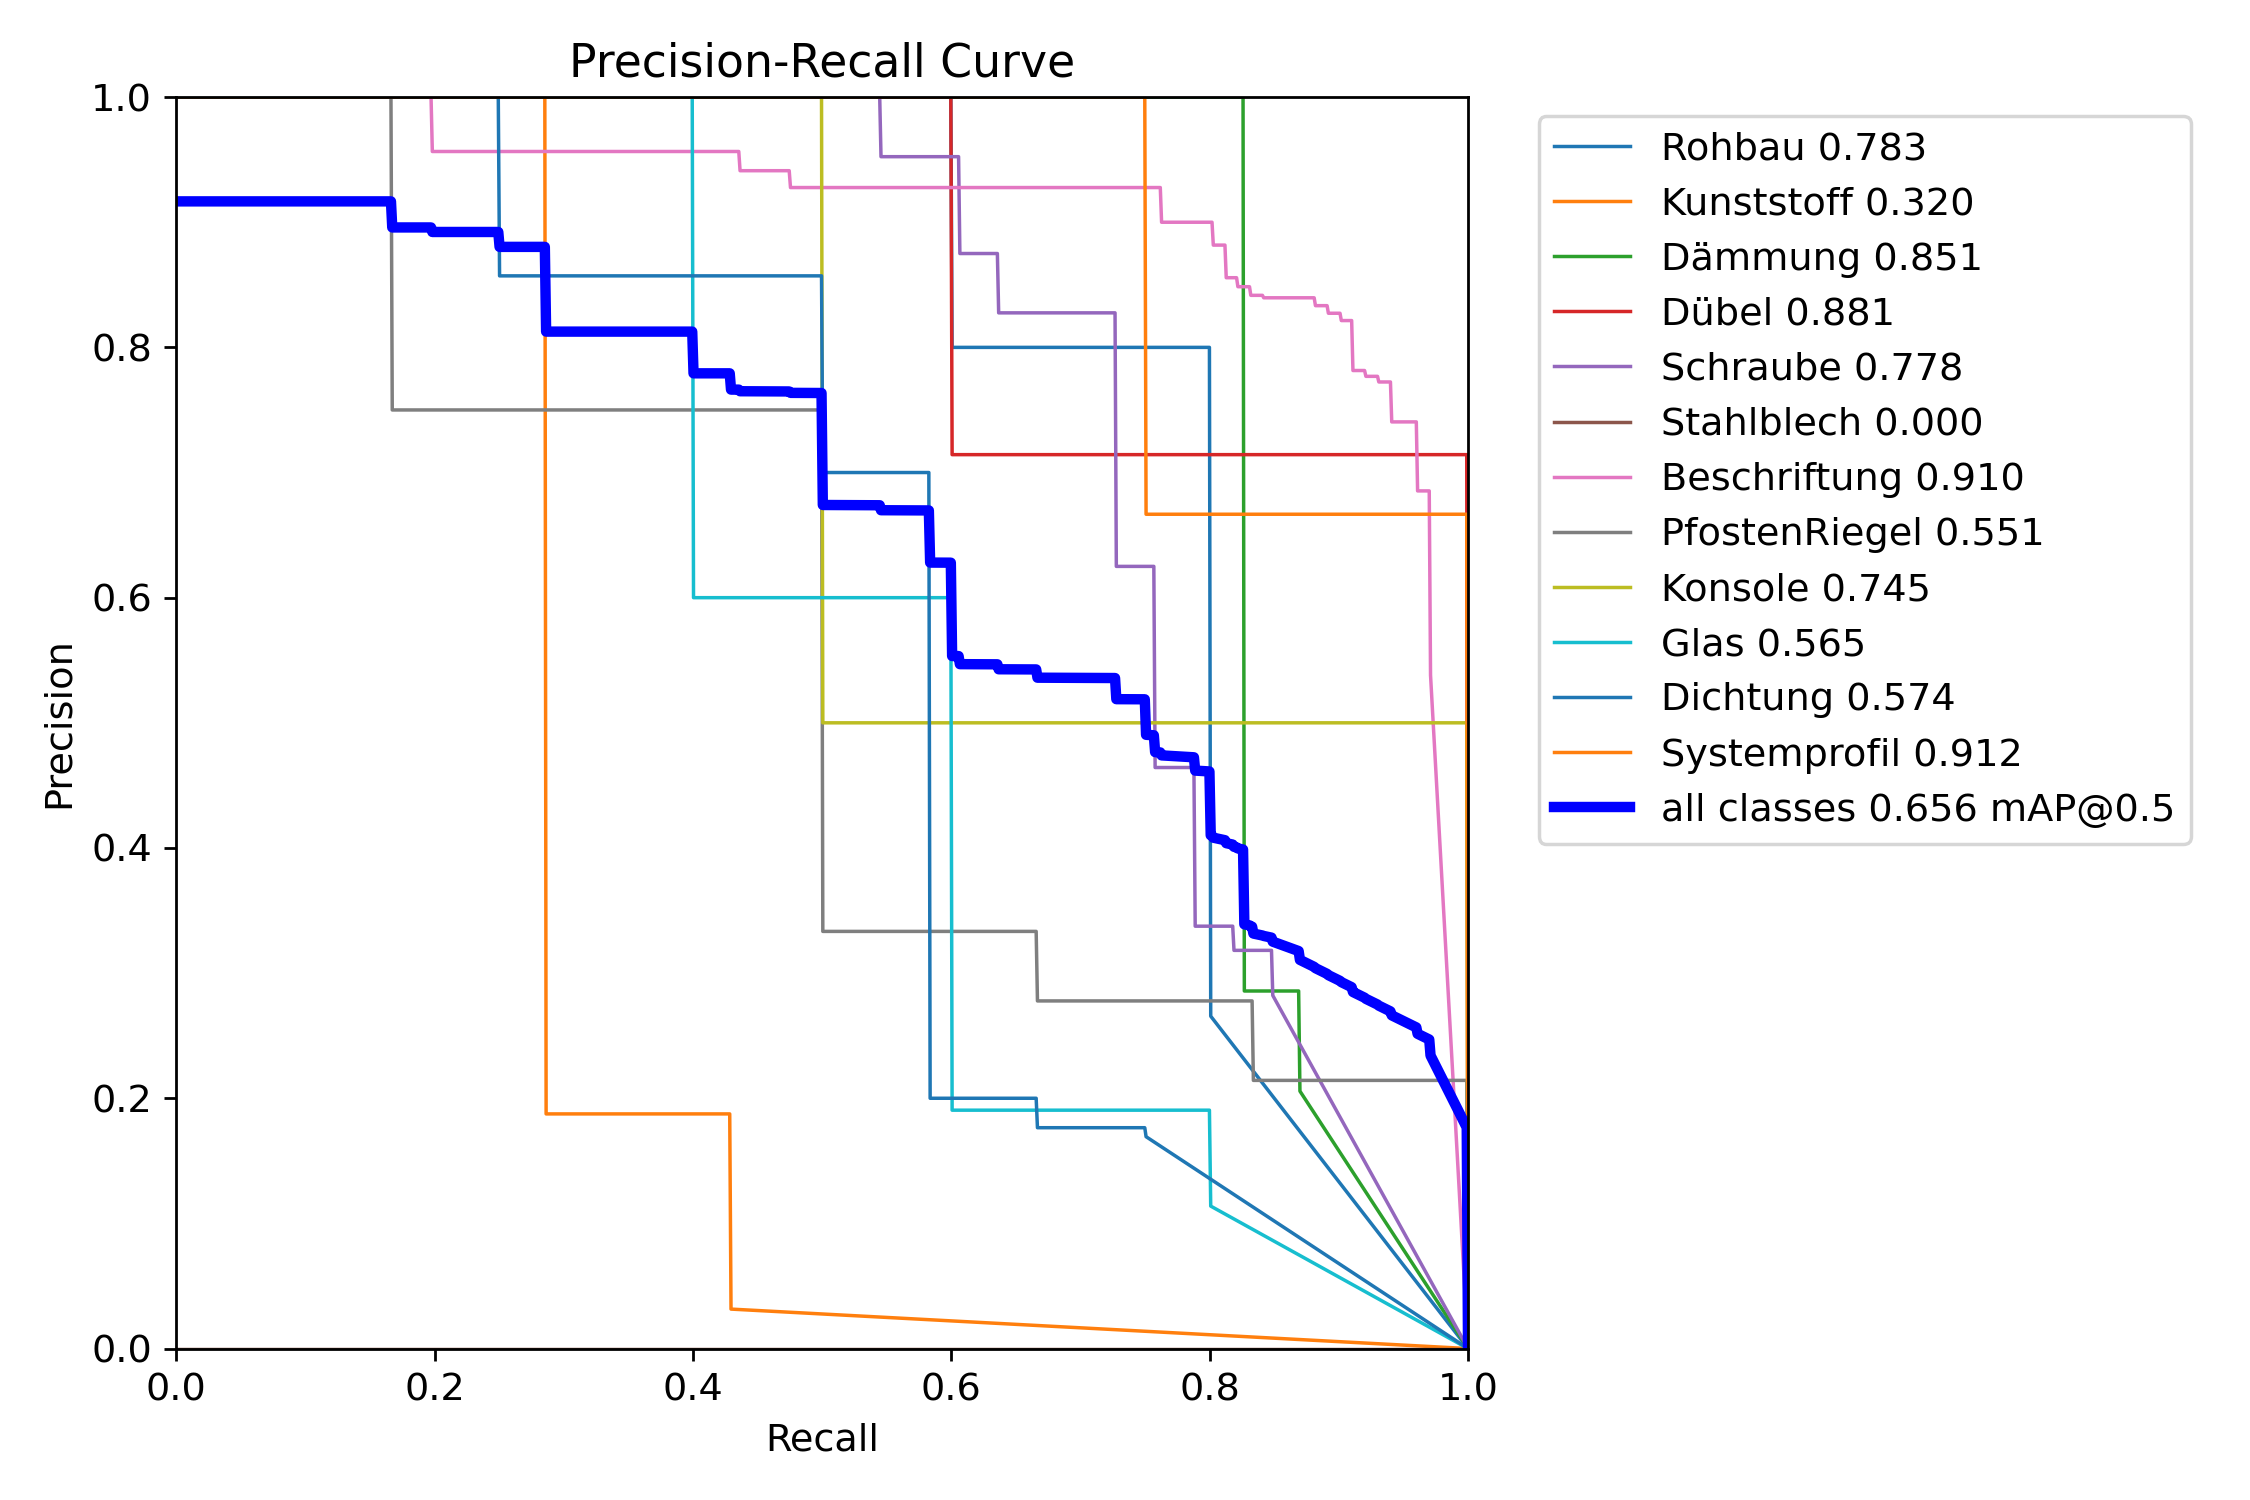 Precision-Recall Curve
1.0
0.8
0.6
0.4
0.2
0.0
Precision
0.0 0.2 0.4 0.6 0.8 1.0
Recall
Rohbau 0.783
Kunststoff 0.320
Dämmung 0.851
Dübel 0.881
Schraube 0.778
Stahlblech 0.000
Beschriftung 0.910
PfostenRiegel 0.551
Konsole 0.745
Glas 0.565
Dichtung 0.574
Systemprofil 0.912
all classes 0.656 mAP@0.5